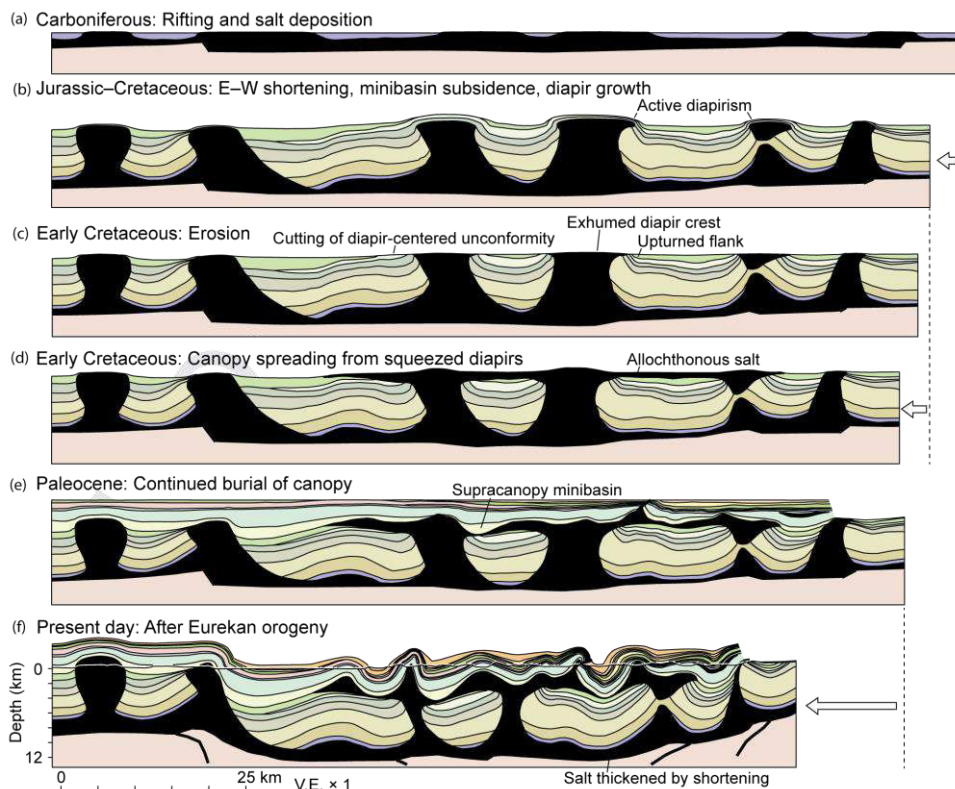 (a) Carboniferous: Rifting and salt deposition
(b) Jurassic–Cretaceous: E–W shortening, minibasin subsidence, diapir growth
Active diapirism
(c) Early Cretaceous: Erosion
Exhumed diapir crest
Cutting of diapir-centered unconformity
Upturned flank
(d) Early Cretaceous: Canopy spreading from squeezed diapirs
Allochthonous salt
(e) Paleocene: Continued burial of canopy
Supracanopy minibasin
(f) Present day: After Eurekan orogeny
0
Depth (km)
12
Salt thickened by shortening
0 25 km
V.E. × 1